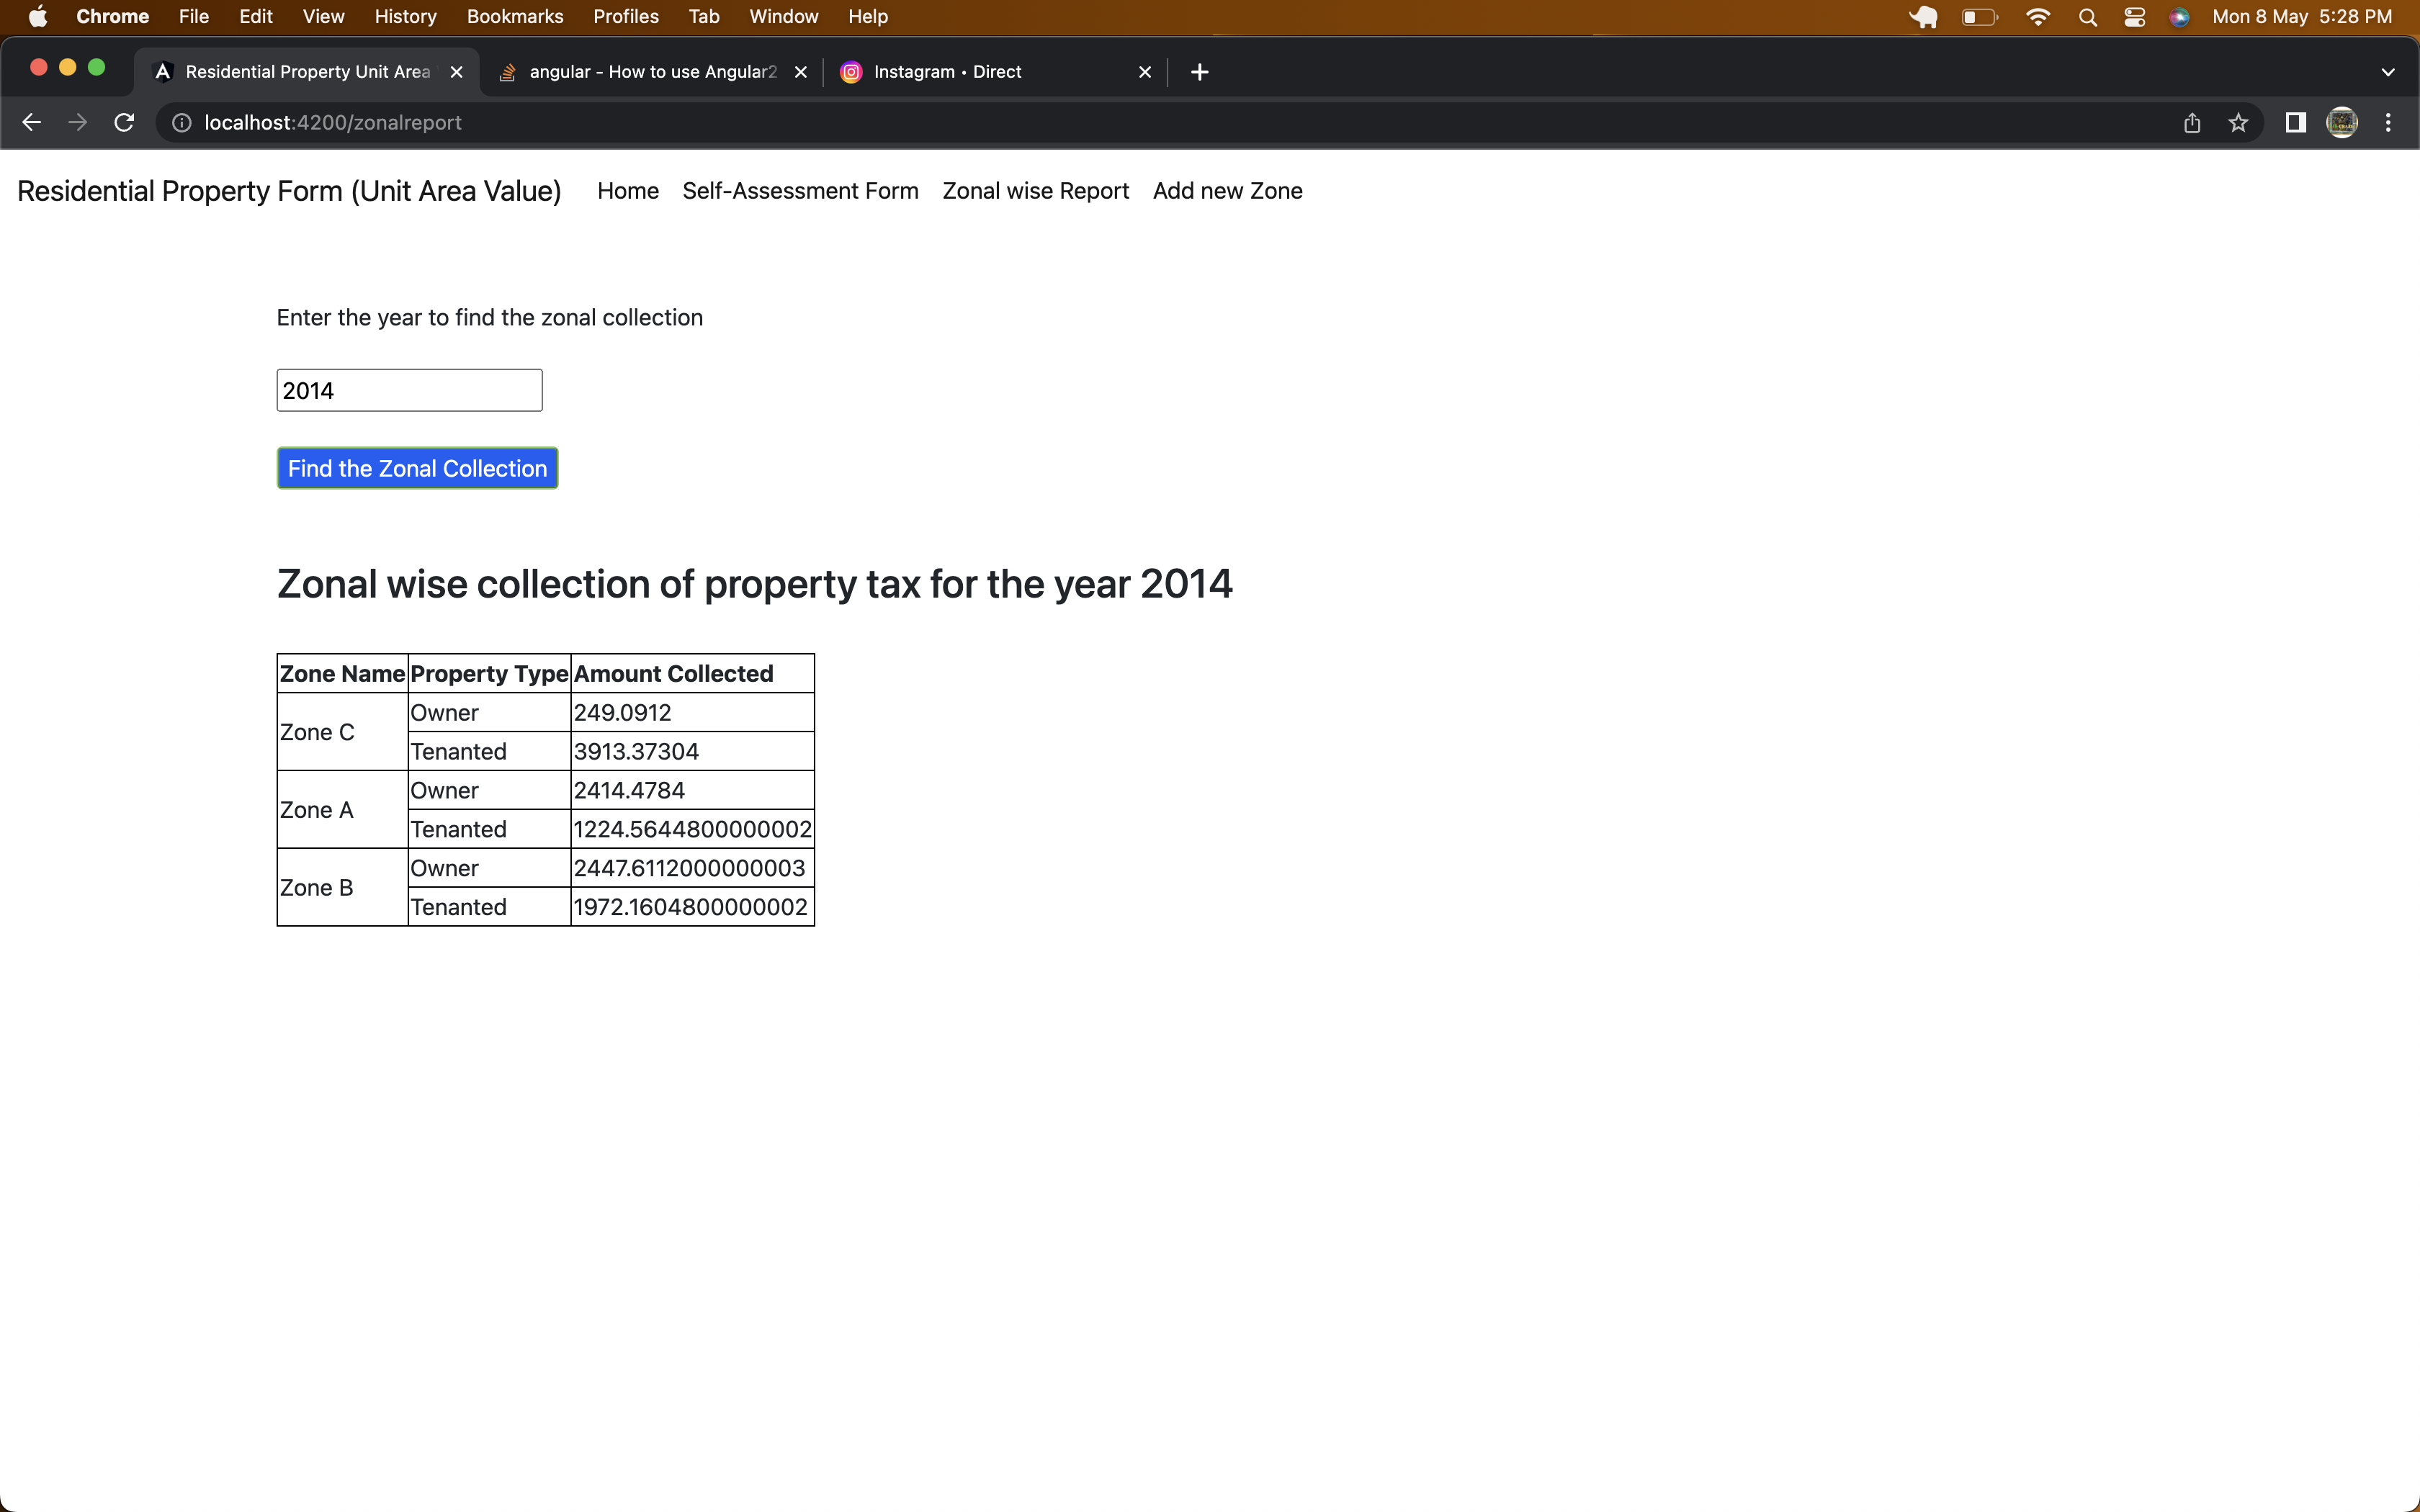 Chrome File Edit View History Bookmarks Profiles Tab Window Help Mon 8 May 5:28 PM
Residential Property Unit Area angular - How to use Angular2 Instagram • Direct
localhost:4200/zonalreport
Residential Property Form (Unit Area Value) Home Self-Assessment Form Zonal wise Report Add new Zone
Enter the year to find the zonal collection
2014
Find the Zonal Collection
Zonal wise collection of property tax for the year 2014
Zone Name Property Type Amount Collected
Zone C Owner 249.0912
Tenanted 3913.37304
Zone A Owner 2414.4784
Tenanted 1224.5644800000002
Zone B Owner 2447.6112000000003
Tenanted 1972.1604800000002